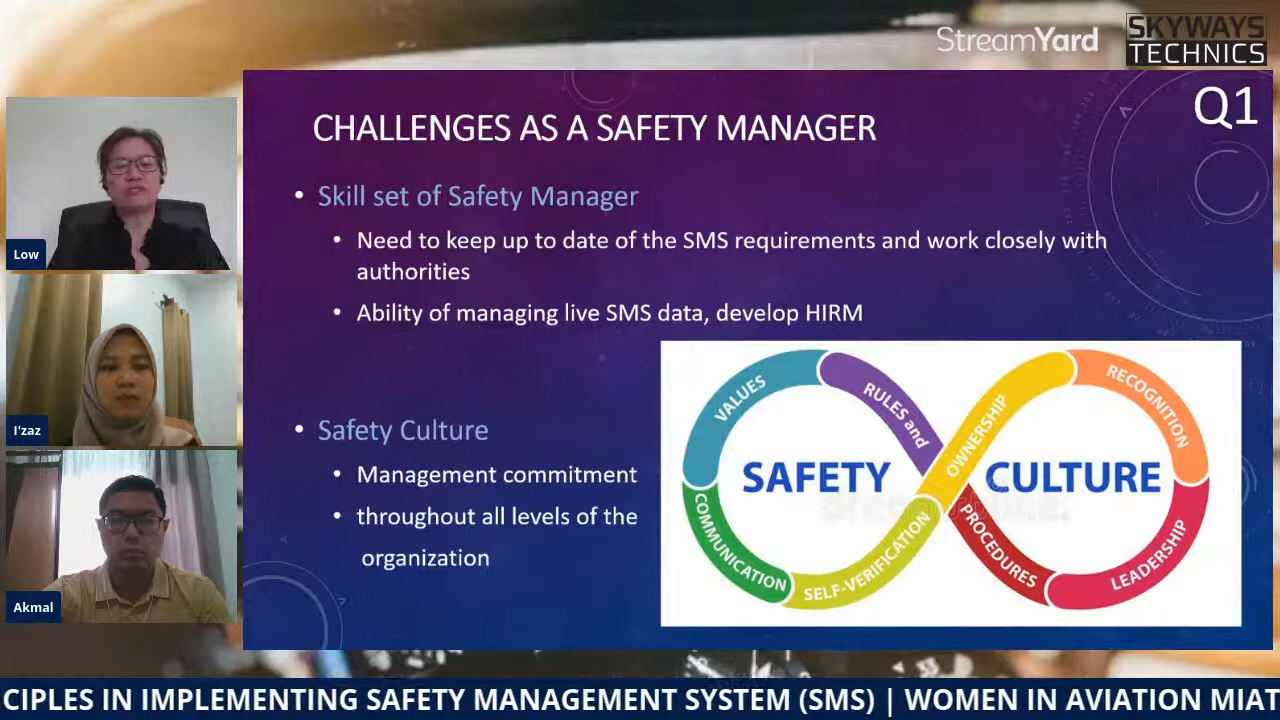 StreamYard
SKYWAYS
TECHNICS
Q1
CHALLENGES AS A SAFETY MANAGER
• Skill set of Safety Manager
• Need to keep up to date of the SMS requirements and work closely with
authorities
• Ability of managing live SMS data, develop HIRM
• Safety Culture
• Management commitment
• throughout all levels of the
organization
VALUES
RULES and
OWNERSHIP
RECOGNITION
SAFETY
CULTURE
COMMUNICATION
SELF-VERIFICATION
PROCEDURES
LEADERSHIP
Low
I'zaz
Akmal
CIPLES IN IMPLEMENTING SAFETY MANAGEMENT SYSTEM (SMS) | WOMEN IN AVIATION MIAT